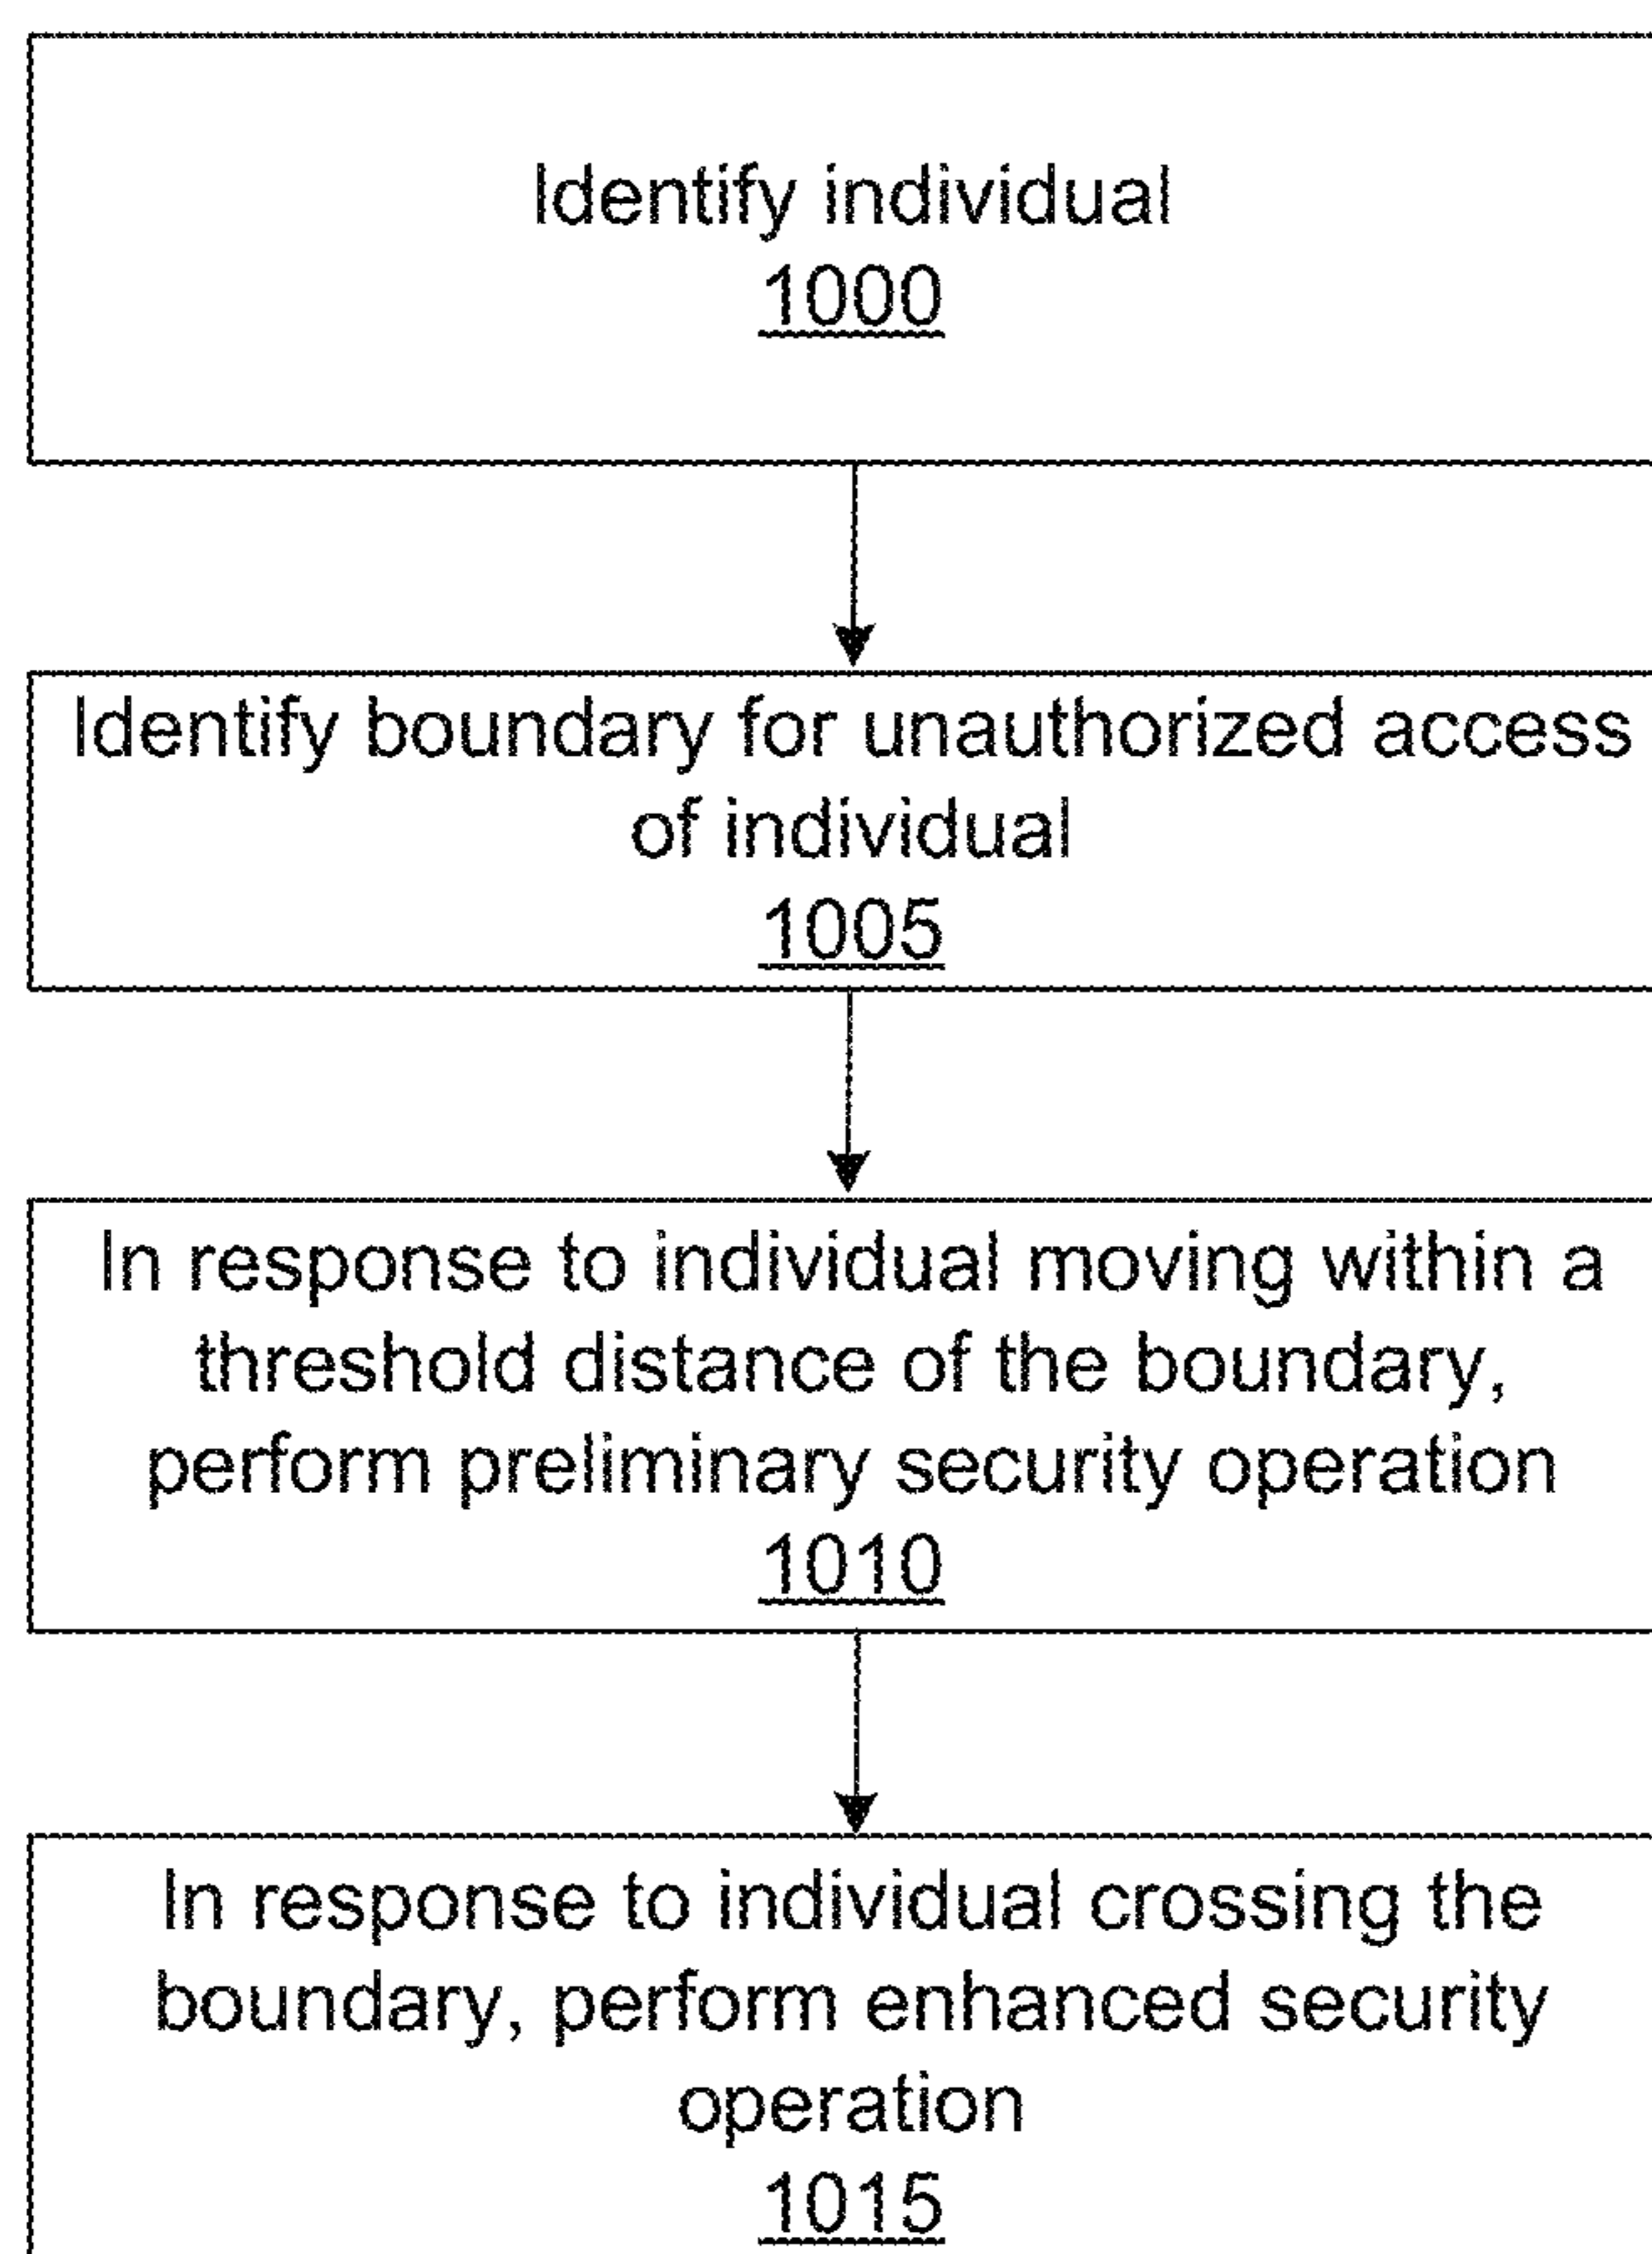 Identify individual
1000
Identify boundary for unauthorized access
of individual
1005
In response to individual moving within a
threshold distance of the boundary,
perform preliminary security operation
1010
In response to individual crossing the
boundary, perform enhanced security
operation
1015